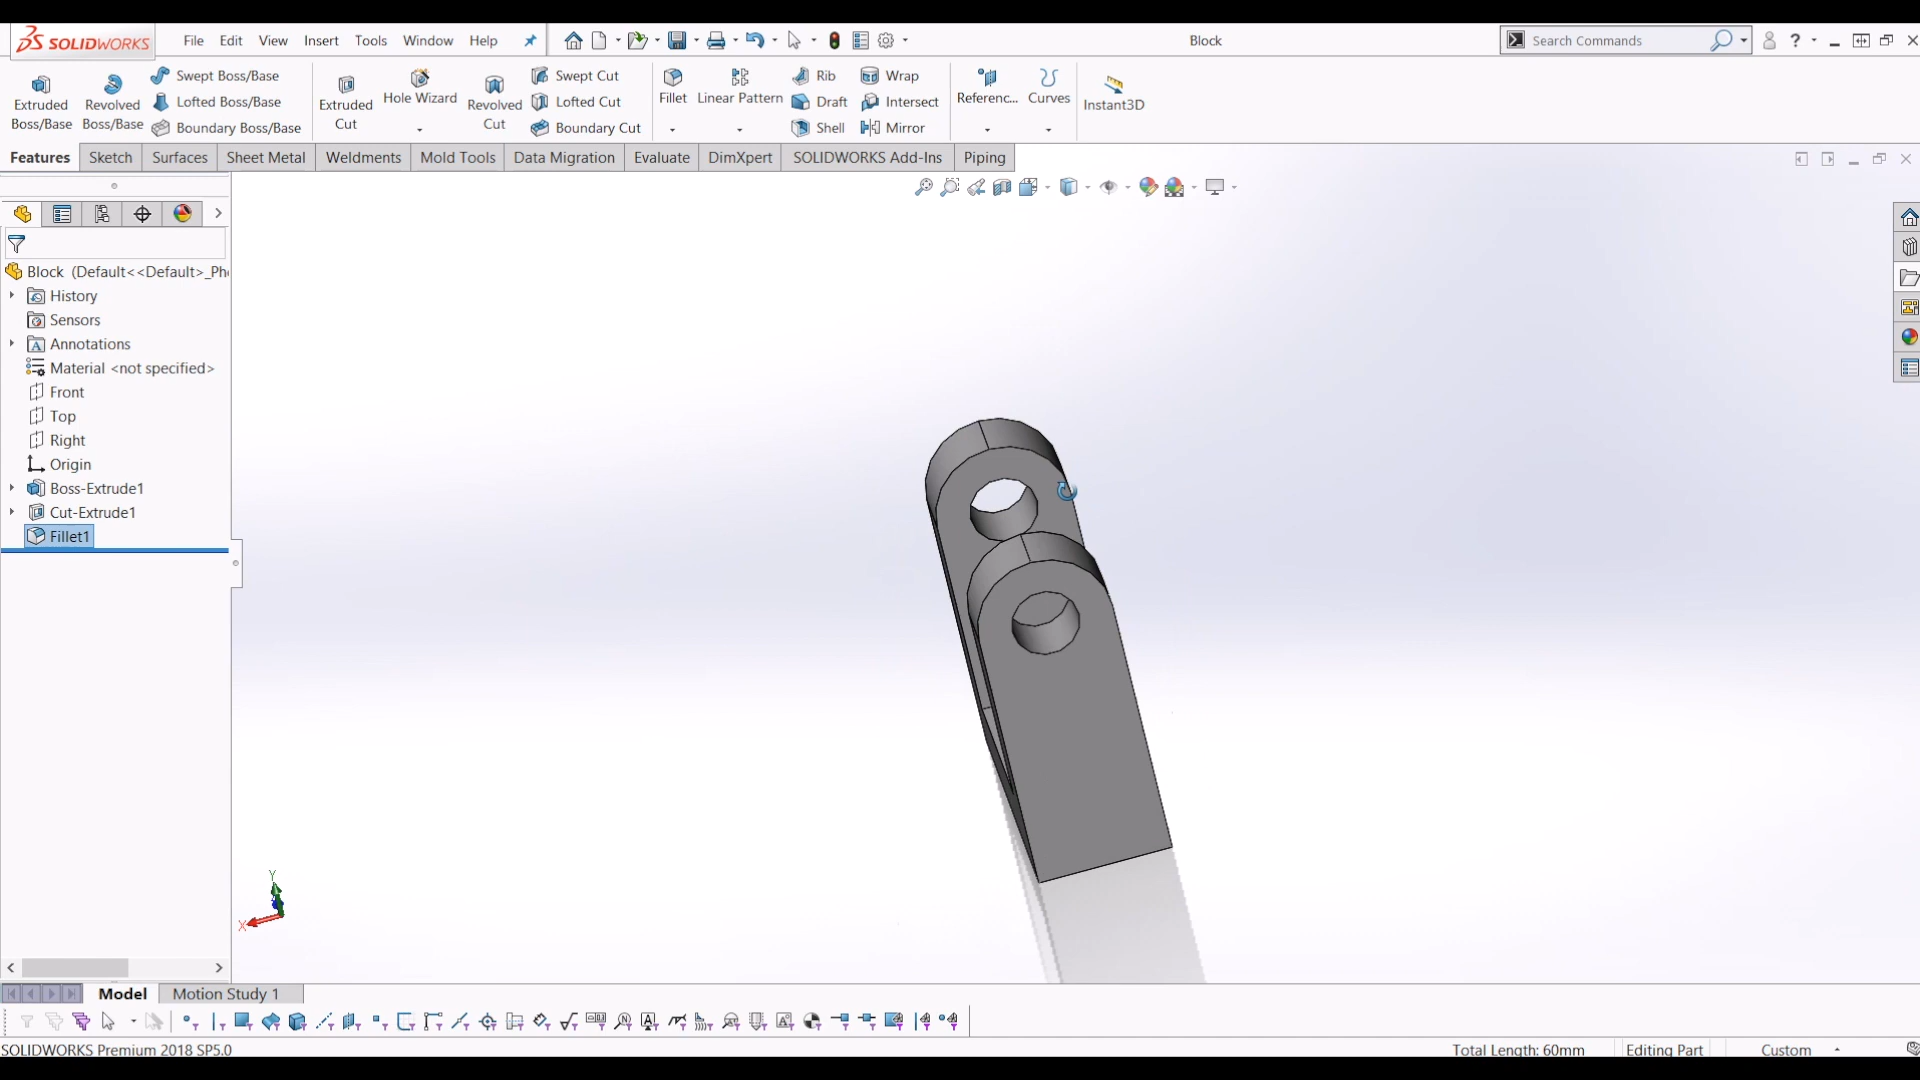 SOLIDWORKS File Edit View Insert Tools Window Help Block Search Commands ?
Extruded Boss/Base
Revolved Boss/Base
Swept Boss/Base
Lofted Boss/Base
Boundary Boss/Base
Extruded Cut
Hole Wizard
Revolved Cut
Swept Cut
Lofted Cut
Boundary Cut
Fillet
Linear Pattern
Rib
Draft
Shell
Wrap
Intersect
Mirror
Referenc...
Curves
Instant3D
Features Sketch Surfaces Sheet Metal Weldments Mold Tools Data Migration Evaluate DimXpert SOLIDWORKS Add-Ins Piping
Block (Default<<Default>_Ph
History
Sensors
Annotations
Material <not specified>
Front
Top
Right
Origin
Boss-Extrude1
Cut-Extrude1
Fillet1
Y
X
Model Motion Study 1
SOLIDWORKS Premium 2018 SP5.0 Total Length: 60mm Editing Part Custom